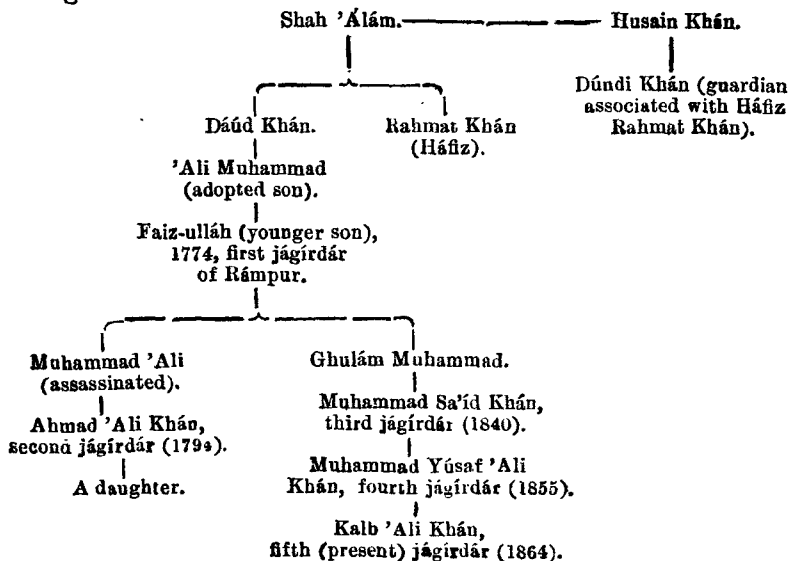 Shah ’Álám. Husain Khán.
Dúndi Khán (guardian
associated with Háfiz
Rahmat Khán).
Dáúd Khán. Rahmat Khán
(Háfiz).
’Ali Muhammad
(adopted son).
Faiz-ulláh (younger son),
1774, first jágírdár
of Rámpur.
Muhammad ’Ali
(assassinated).
Ghulám Muhammad.
Ahmad ’Ali Khán,
second jágírdár (1794).
A daughter.
Muhammad Sa’íd Khán,
third jágírdár (1840).
Muhammad Yúsaf ’Ali
Khán, fourth jágírdár (1855).
Kalb ’Ali Khán,
fifth (present) jágírdár (1864).